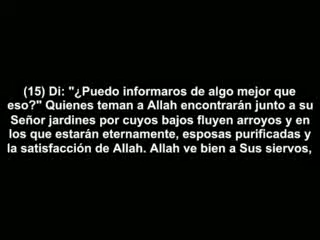 (15) Di: "¿Puedo informaros de algo mejor que
eso?" Quienes teman a Allah encontrarán junto a su
Señor jardines por cuyos bajos fluyen arroyos y en
los que estarán eternamente, esposas purificadas y
la satisfacción de Allah. Allah ve bien a Sus siervos,